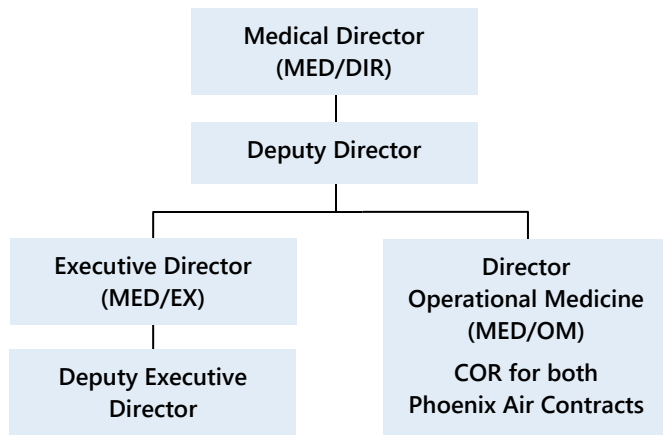 Medical Director
(MED/DIR)
Deputy Director
Executive Director
(MED/EX)
Deputy Executive
Director
Director
Operational Medicine
(MED/OM)
COR for both
Phoenix Air Contracts